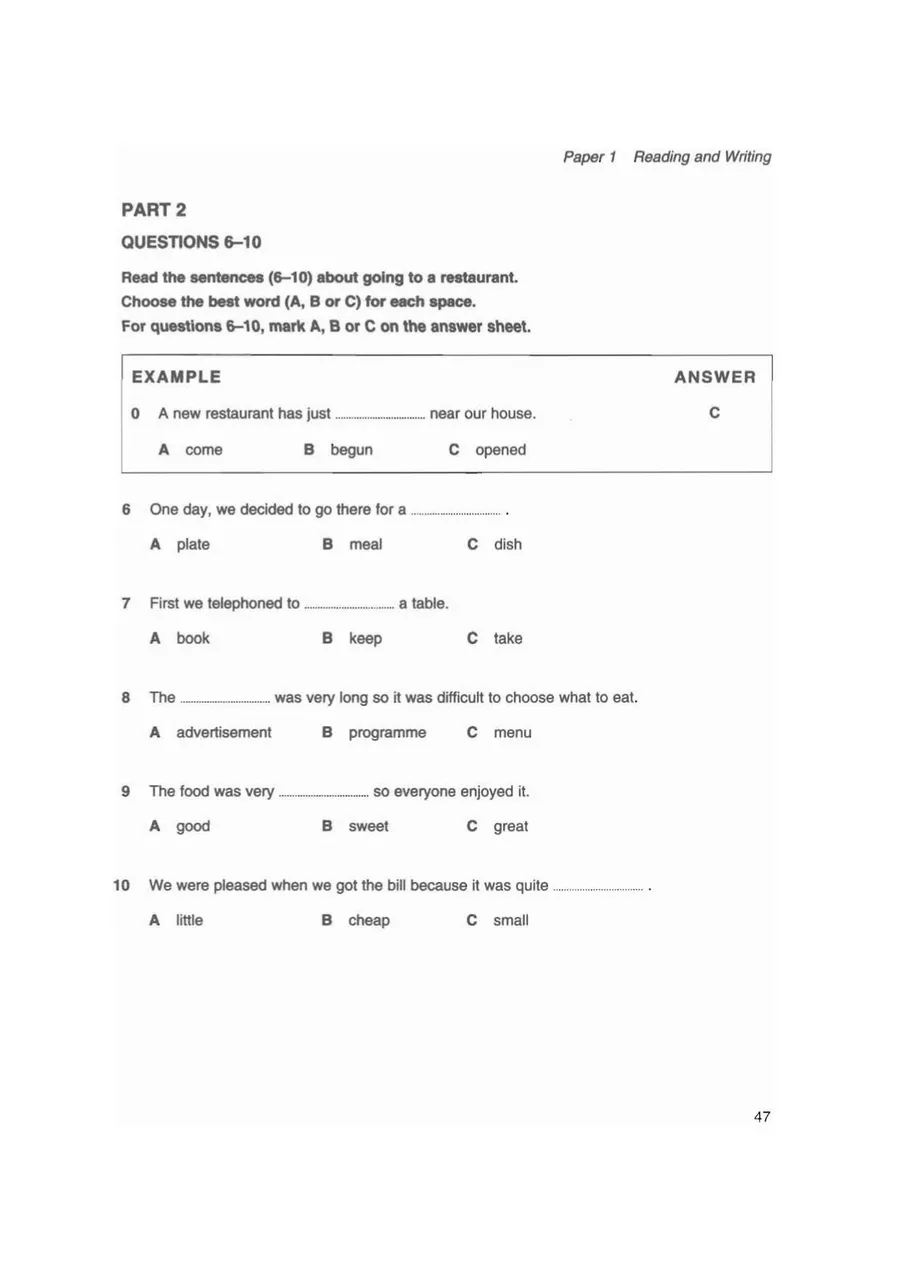 Paper 1 Reading and Writing
PART 2
QUESTIONS 6–10
Read the sentences (6–10) about going to a restaurant.
Choose the best word (A, B or C) for each space.
For questions 6–10, mark A, B or C on the answer sheet.
EXAMPLE ANSWER
0 A new restaurant has just ................................ near our house. C
A come B begun C opened
6 One day, we decided to go there for a ................................ .
A plate B meal C dish
7 First we telephoned to ................................ a table.
A book B keep C take
8 The ................................ was very long so it was difficult to choose what to eat.
A advertisement B programme C menu
9 The food was very ................................ so everyone enjoyed it.
A good B sweet C great
10 We were pleased when we got the bill because it was quite ................................ .
A little B cheap C small
47